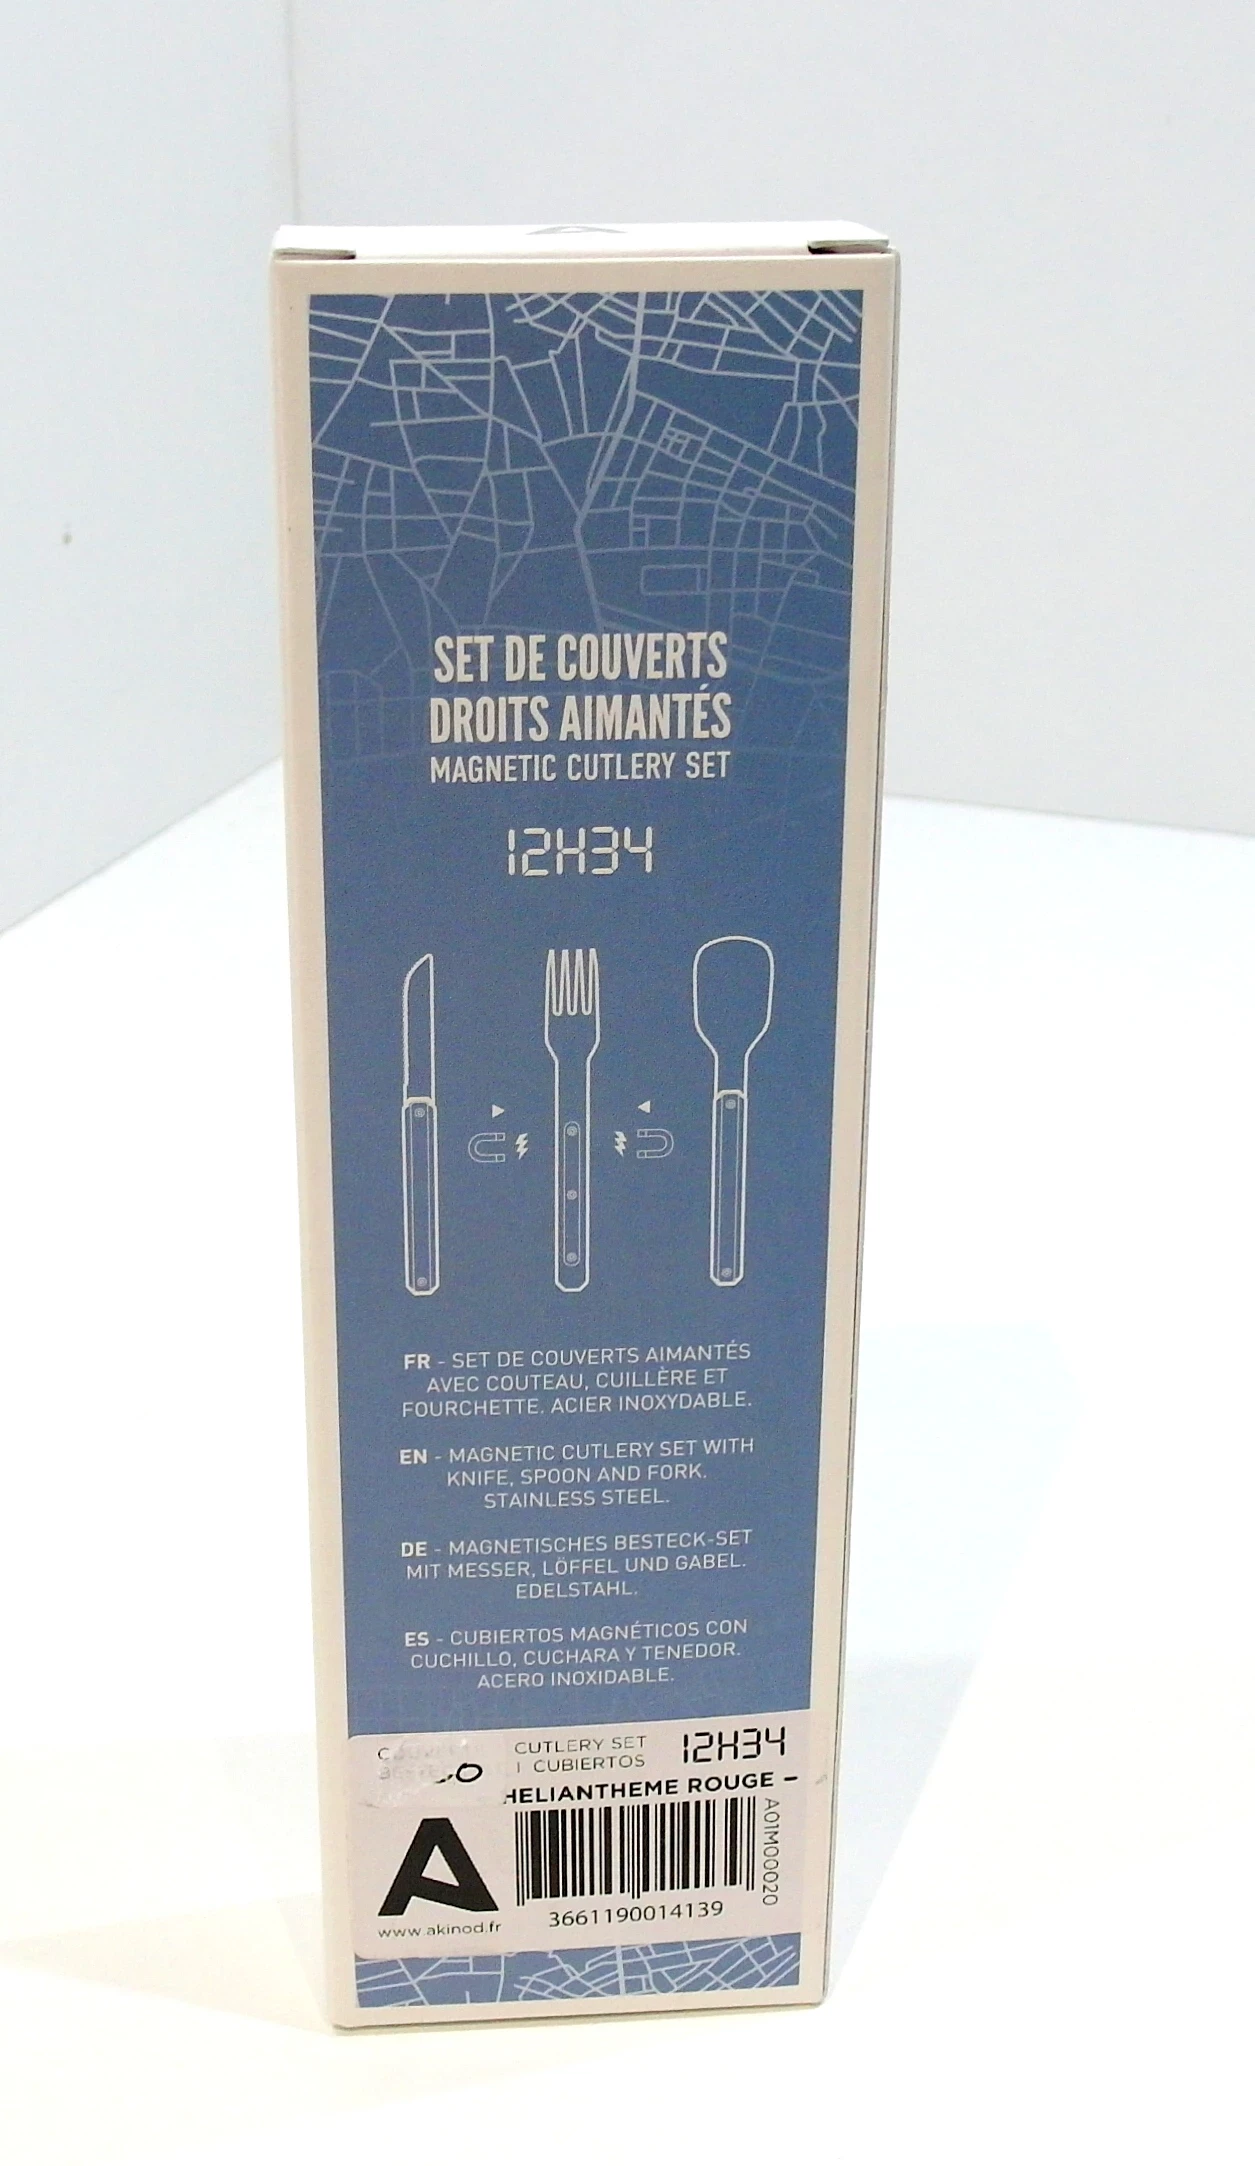 SET DE COUVERTS
DROITS AIMANTÉS
MAGNETIC CUTLERY SET
12H34
FR - SET DE COUVERTS AIMANTÉS
AVEC COUTEAU, CUILLÈRE ET
FOURCHETTE. ACIER INOXYDABLE.
EN - MAGNETIC CUTLERY SET WITH
KNIFE, SPOON AND FORK.
STAINLESS STEEL.
DE - MAGNETISCHES BESTECK-SET
MIT MESSER, LÖFFEL UND GABEL.
EDELSTAHL.
ES - CUBIERTOS MAGNÉTICOS CON
CUCHILLO, CUCHARA Y TENEDOR.
ACERO INOXIDABLE.
CUTLERY SET 12H34
| CUBIERTOS
HELIANTHEME ROUGE –
A
A01M00020
www.akinod.fr
3661190014139